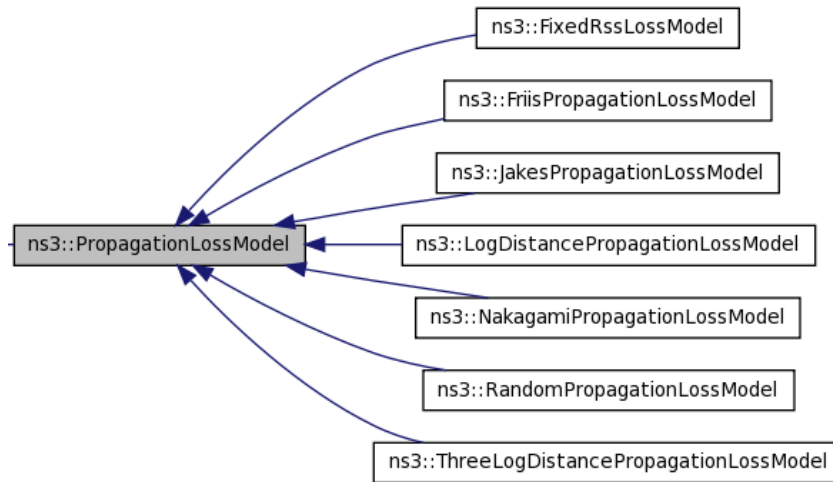 ns3::FixedRssLossModel
ns3::FriisPropagationLossModel
ns3::JakesPropagationLossModel
ns3::PropagationLossModel
ns3::LogDistancePropagationLossModel
ns3::NakagamiPropagationLossModel
ns3::RandomPropagationLossModel
ns3::ThreeLogDistancePropagationLossModel